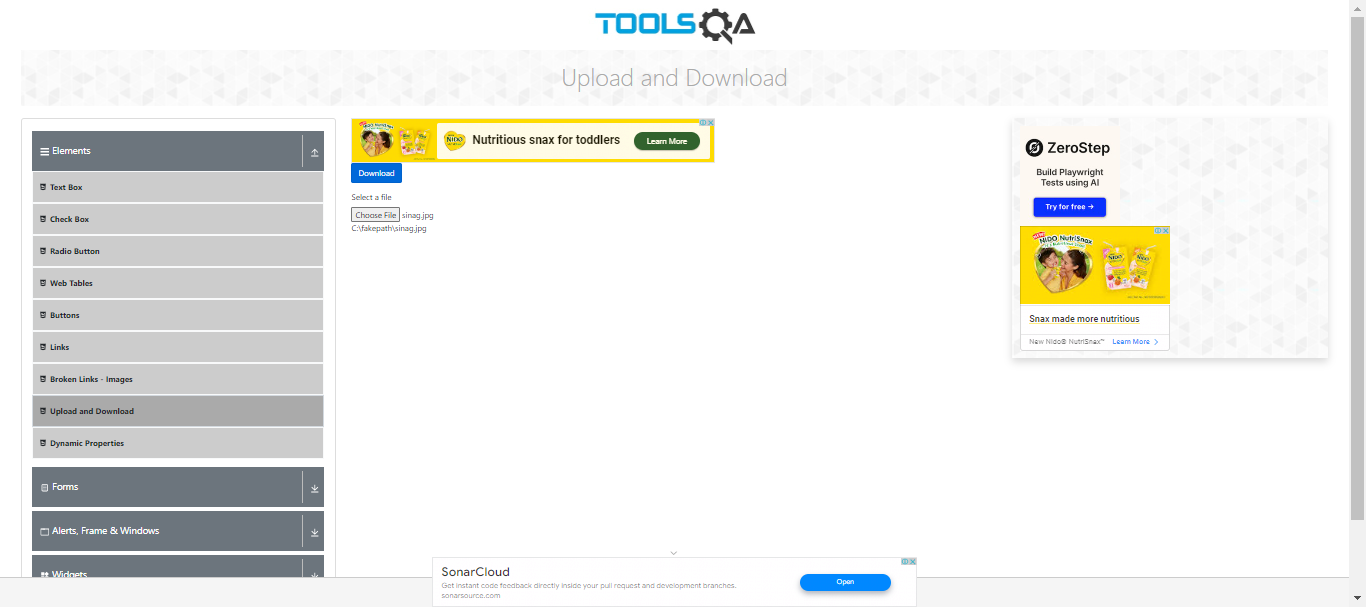 TOOLSQA
Upload and Download
Elements
Text Box
Check Box
Radio Button
Web Tables
Buttons
Links
Broken Links - Images
Upload and Download
Dynamic Properties
Forms
Alerts, Frame & Windows
Widgets
NIDO
Nutritious snax for toddlers
Learn More
Download
Select a file
Choose File sinag.jpg
C:\fakepath\sinag.jpg
ZeroStep
Build Playwright
Tests using AI
Try for free →
NIDO NutriSnax
Snax made more nutritious
New Nido® NutriSnax™ Learn More
SonarCloud
Get instant code feedback directly inside your pull request and development branches.
sonarsource.com
Open